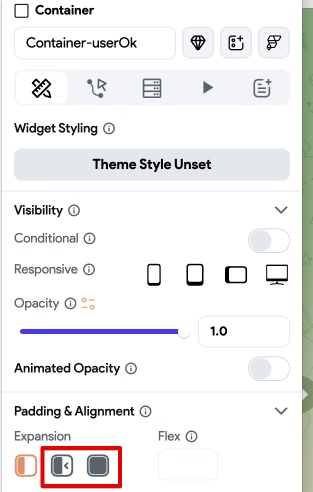 Container
Container-userOk
Widget Styling
Theme Style Unset
Visibility
Conditional
Responsive
Opacity
1.0
Animated Opacity
Padding & Alignment
Expansion Flex